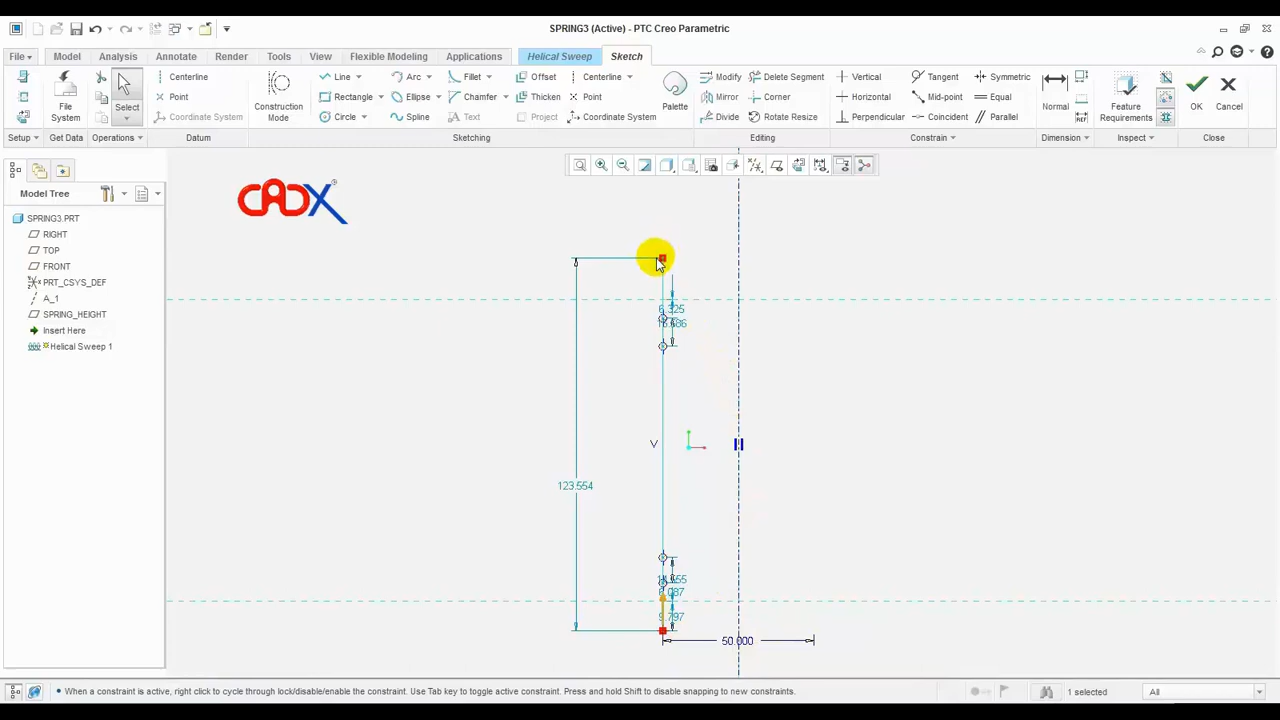 SPRING3 (Active) - PTC Creo Parametric
File Model Analysis Annotate Render Tools View Flexible Modeling Applications Helical Sweep Sketch
Centerline Line Arc Fillet Offset Centerline Modify Delete Segment Vertical Tangent Symmetric
Point Rectangle Ellipse Chamfer Thicken Point Mirror Corner Horizontal Mid-point Equal
File System Select Coordinate System Construction Mode Circle Spline Text Project Coordinate System Palette Divide Rotate Resize Perpendicular Coincident Parallel Normal Feature Requirements OK Cancel
Setup Get Data Operations Datum Sketching Editing Constrain Dimension Inspect Close
Model Tree
SPRING3.PRT
RIGHT
TOP
FRONT
PRT_CSYS_DEF
A_1
SPRING_HEIGHT
Insert Here
Helical Sweep 1
CADX
6.325
V
123.554
9.797
50.000
When a constraint is active, right click to cycle through lock/disable/enable the constraint. Use Tab key to toggle active constraint. Press and hold Shift to disable snapping to new constraints.
1 selected
All